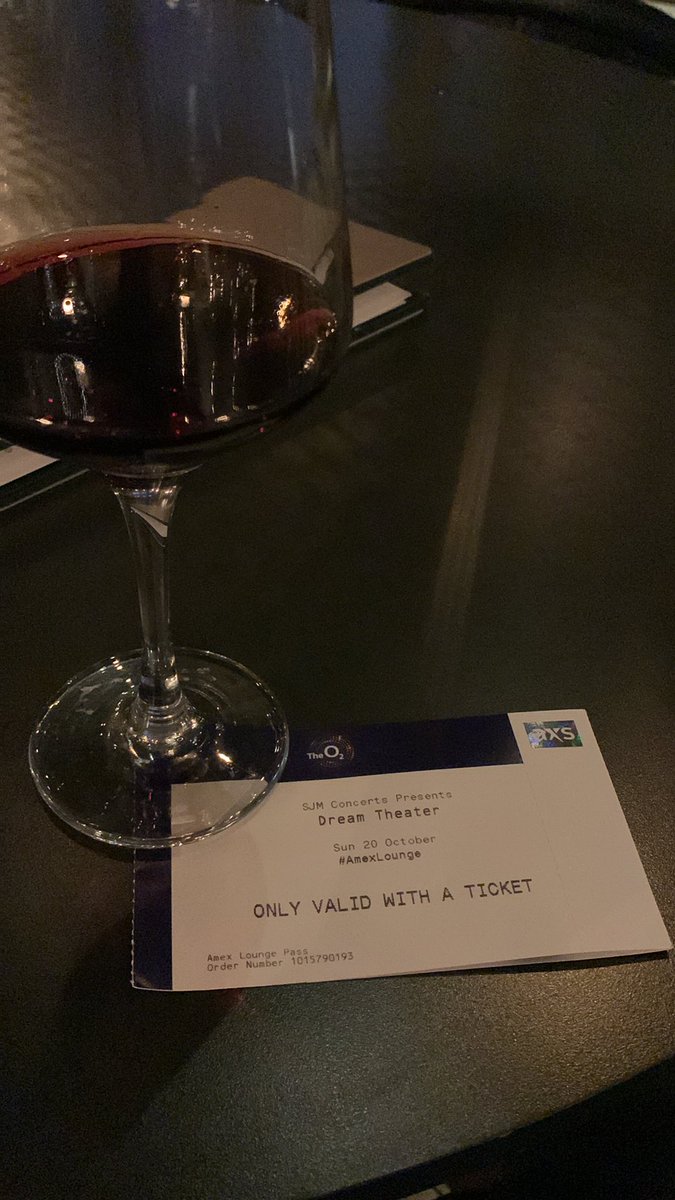 The O2
axs
SJM Concerts Presents
Dream Theater
Sun 20 October
#AmexLounge
ONLY VALID WITH A TICKET
Amex Lounge Pass
Order Number 1015790193